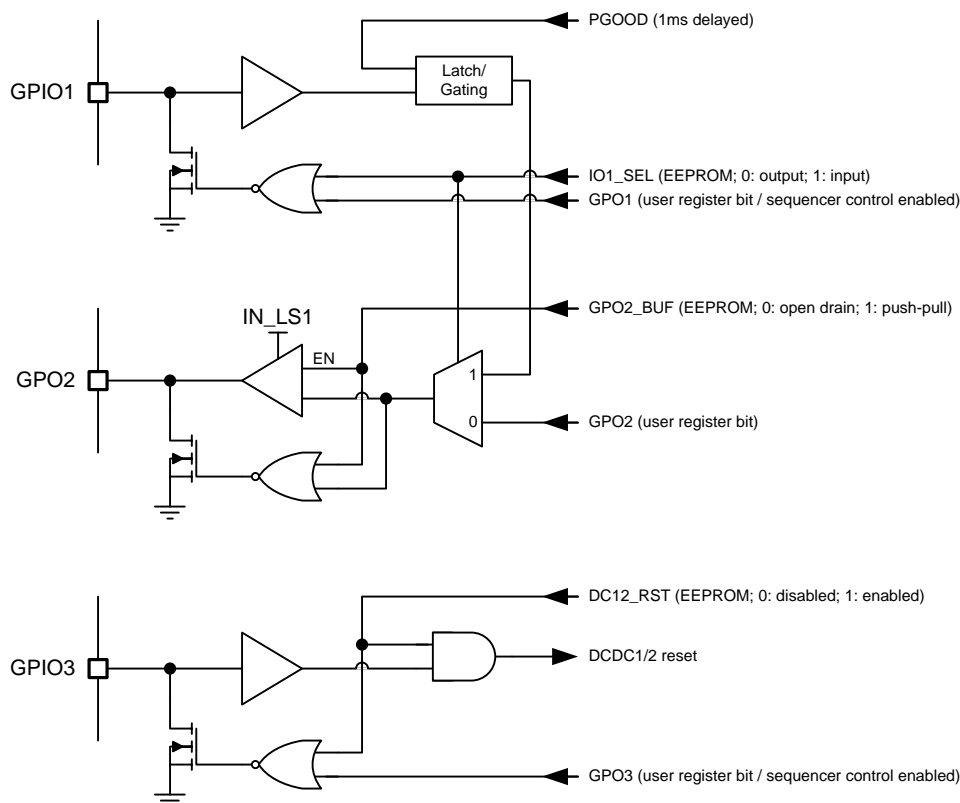 PGOOD (1ms delayed)
GPIO1
Latch/
Gating
IO1_SEL (EEPROM; 0: output; 1: input)
GPO1 (user register bit / sequencer control enabled)
GPO2_BUF (EEPROM; 0: open drain; 1: push-pull)
IN_LS1
EN
GPO2
1
0
GPO2 (user register bit)
DC12_RST (EEPROM; 0: disabled; 1: enabled)
GPIO3
DCDC1/2 reset
GPO3 (user register bit / sequencer control enabled)